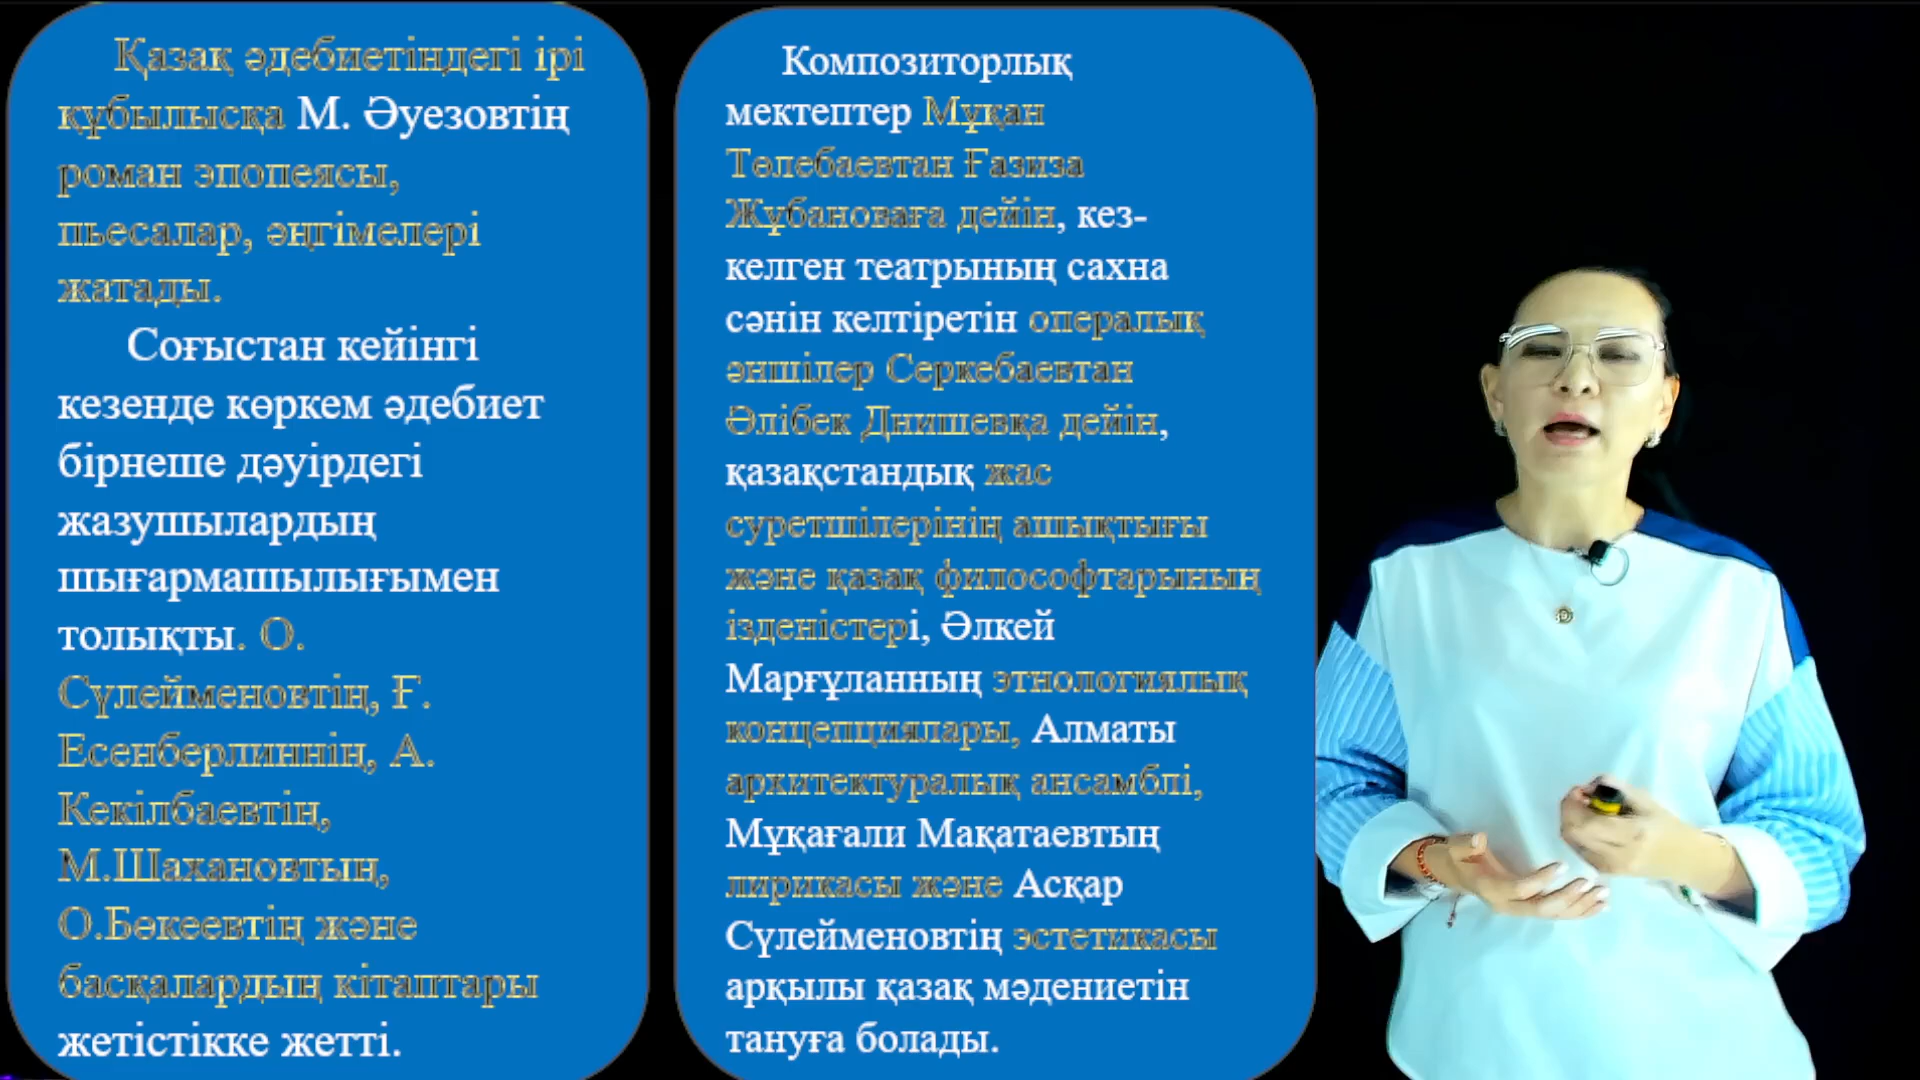 Қазақ әдебиетіндегі ірі
құбылысқа М. Әуезовтің
роман эпопеясы,
пьесалар, әңгімелері
жатады.
Соғыстан кейінгі
кезенде көркем әдебиет
бірнеше дәуірдегі
жазушылардың
шығармашылығымен
толықты. О.
Сүлейменовтің, Ғ.
Есенберлиннің, А.
Кекілбаевтің,
М.Шахановтың,
О.Бөкеевтің және
басқалардың кітаптары
жетістікке жетті.
Композиторлық
мектептер Мұқан
Төлебаевтан Ғазиза
Жұбановаға дейін, кез-
келген театрының сахна
сәнін келтіретін опералық
әншілер Серкебаевтан
Әлібек Днишевқа дейін,
қазақстандық жас
суретшілерінің ашықтығы
және қазақ философтарының
ізденістері, Әлкей
Марғұланның этнологиялық
концепциялары, Алматы
архитектуралық ансамблі,
Мұқағали Мақатаевтың
лирикасы және Асқар
Сүлейменовтің эстетикасы
арқылы қазақ мәдениетін
тануға болады.